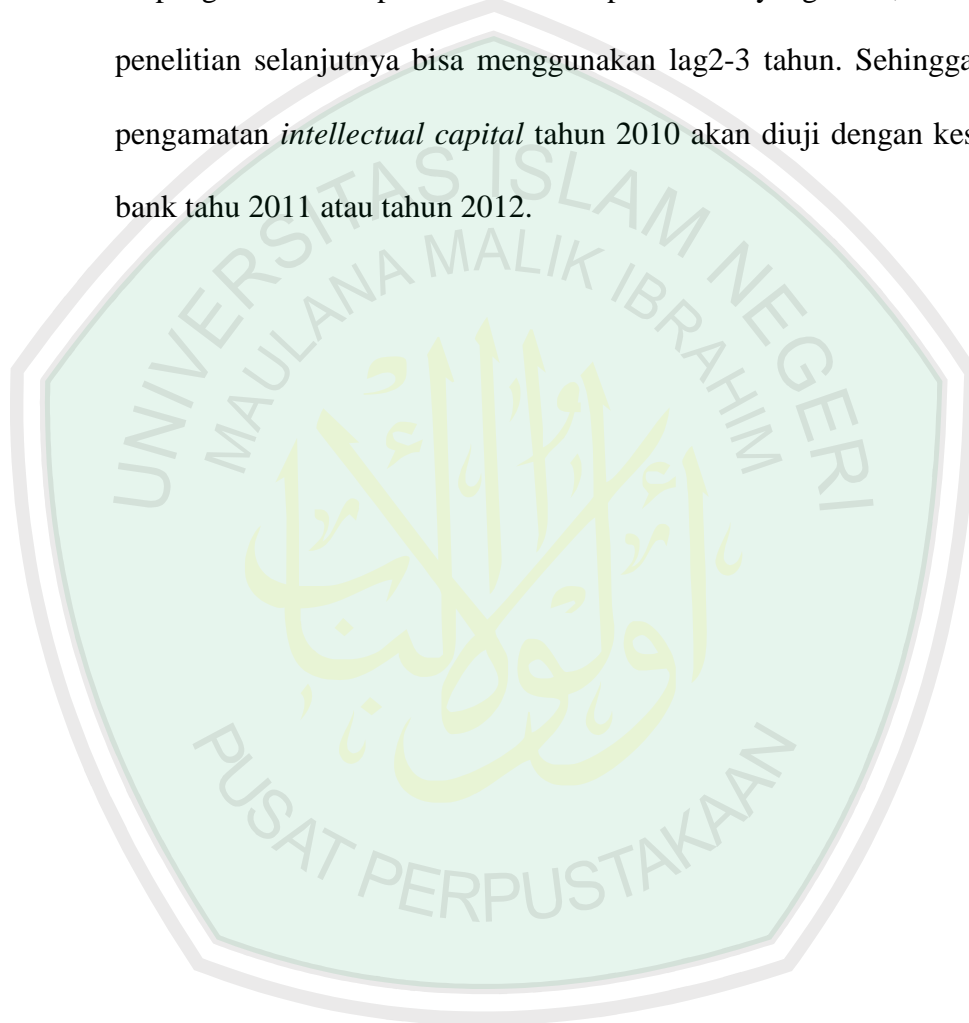 yang
penelitian selanjutnya bisa menggunakan lag2-3 tahun. Sehingga
pengamatan intellectual capital tahun 2010 akan diuji dengan kes
bank tahu 2011 atau tahun 2012.
UNIVERSITAS ISLAM NEGERI
MAULANA MALIK IBRAHIM
PUSAT PERPUSTAKAAN